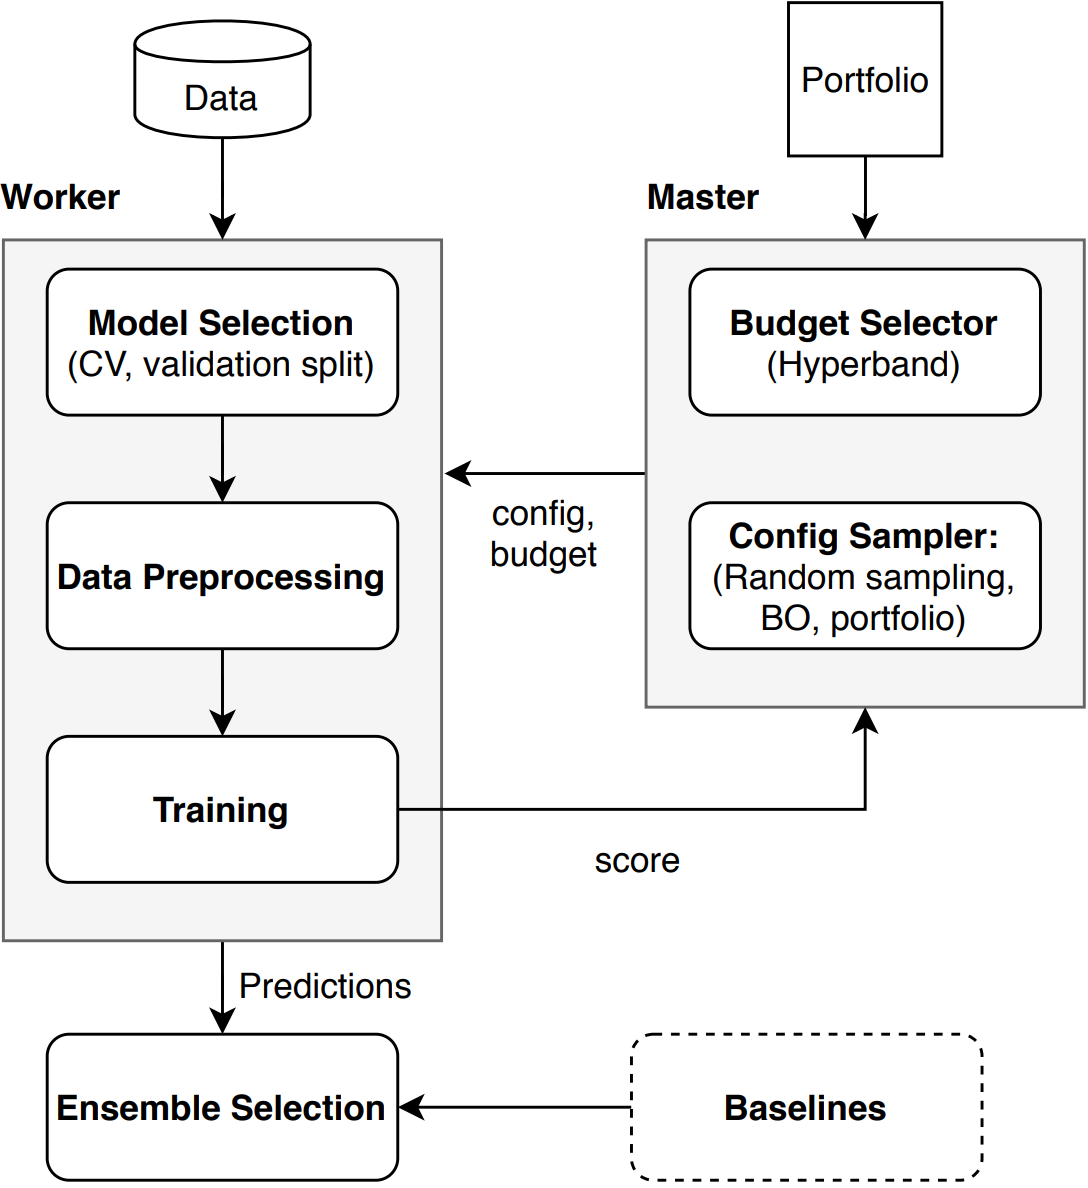 Data
Portfolio
Worker
Master
Model Selection
(CV, validation split)
Budget Selector
(Hyperband)
config,
budget
Data Preprocessing
Config Sampler:
(Random sampling,
BO, portfolio)
Training
score
Predictions
Ensemble Selection
Baselines